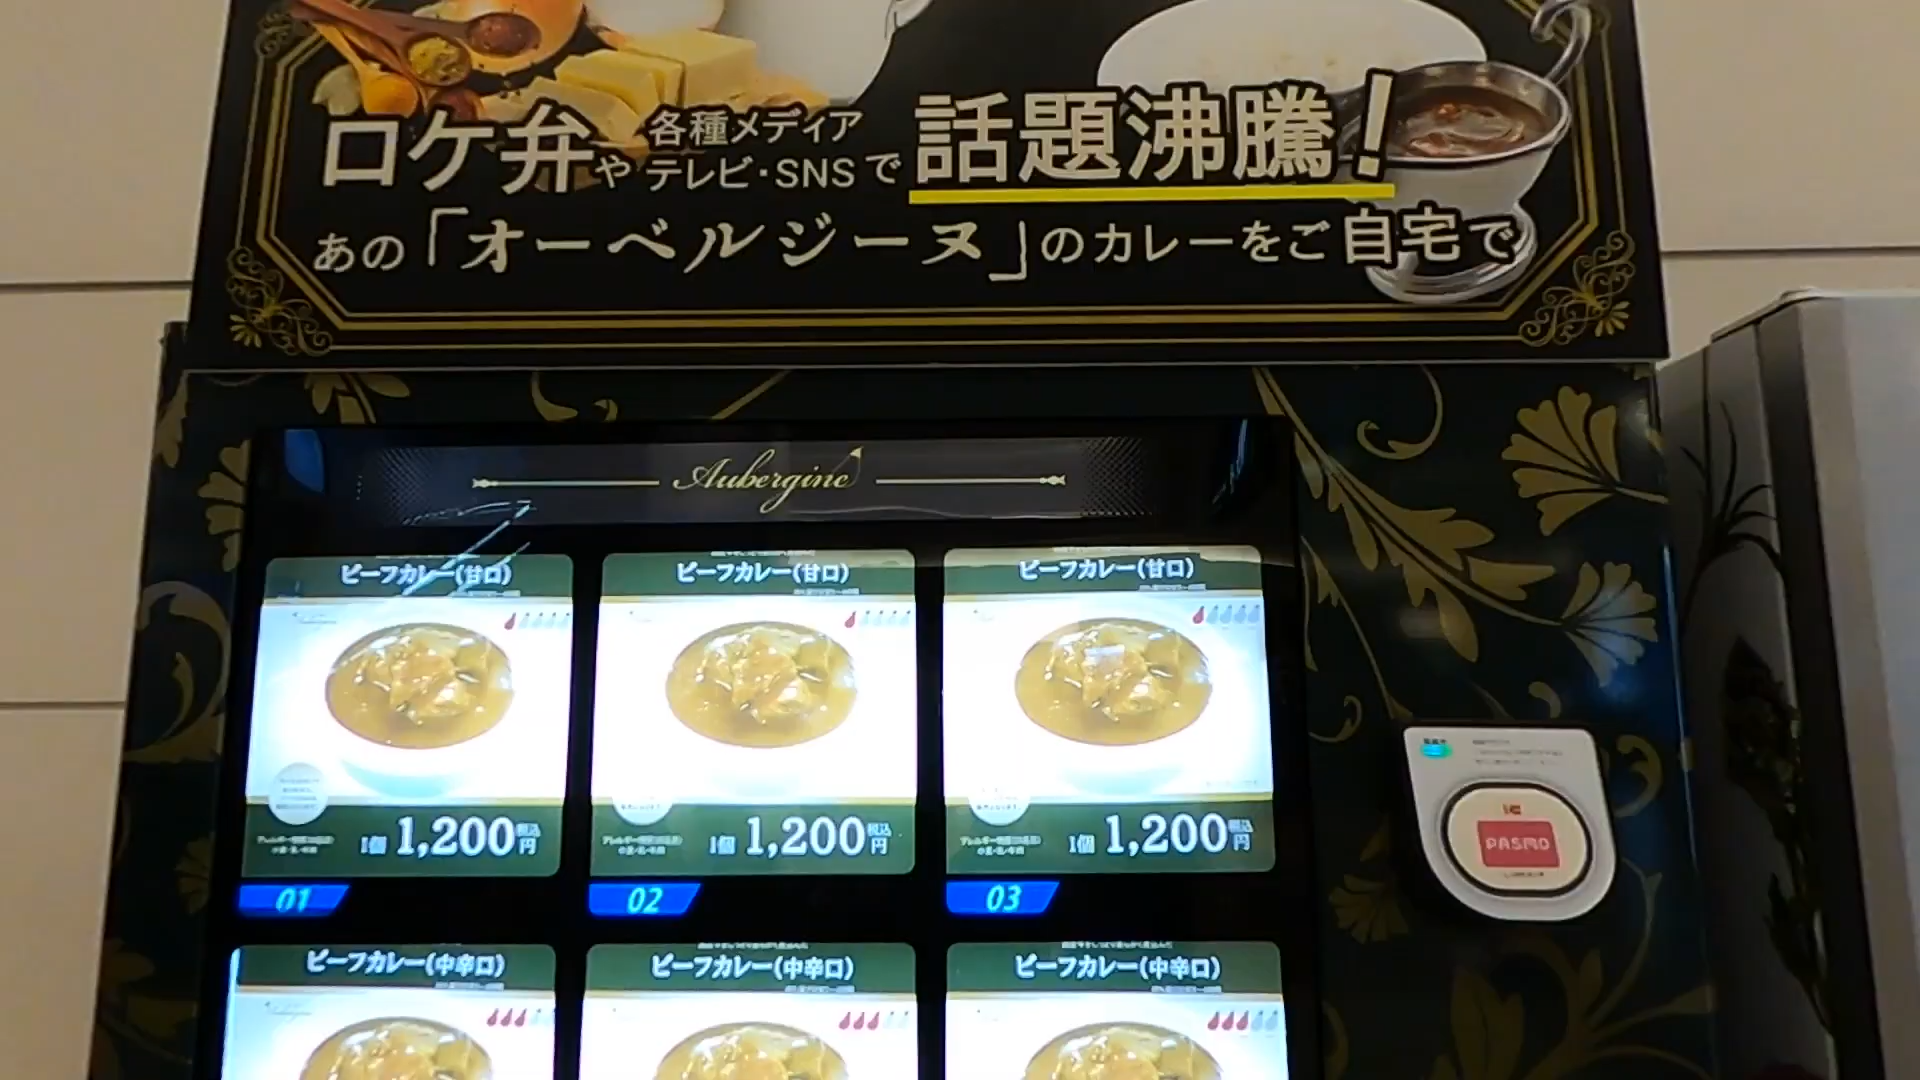 ロケ弁や各種メディアテレビ・SNSで話題沸騰!
あの「オーベルジーヌ」のカレーをご自宅で
Aubergine
ビーフカレー(甘口)
1個 1,200円 税込
01
ビーフカレー(甘口)
1個 1,200円 税込
02
ビーフカレー(甘口)
1個 1,200円 税込
03
PASMO
ビーフカレー(中辛口)
ビーフカレー(中辛口)
ビーフカレー(中辛口)